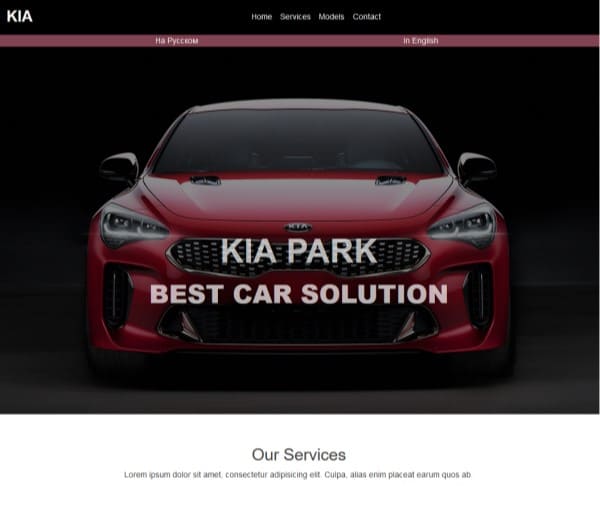 KIA
Home Services Models Contact
На Русском
In English
KIA
KIA PARK
BEST CAR SOLUTION
Our Services
Lorem ipsum dolor sit amet, consectetur adipisicing elit. Culpa, alias enim placeat earum quos ab